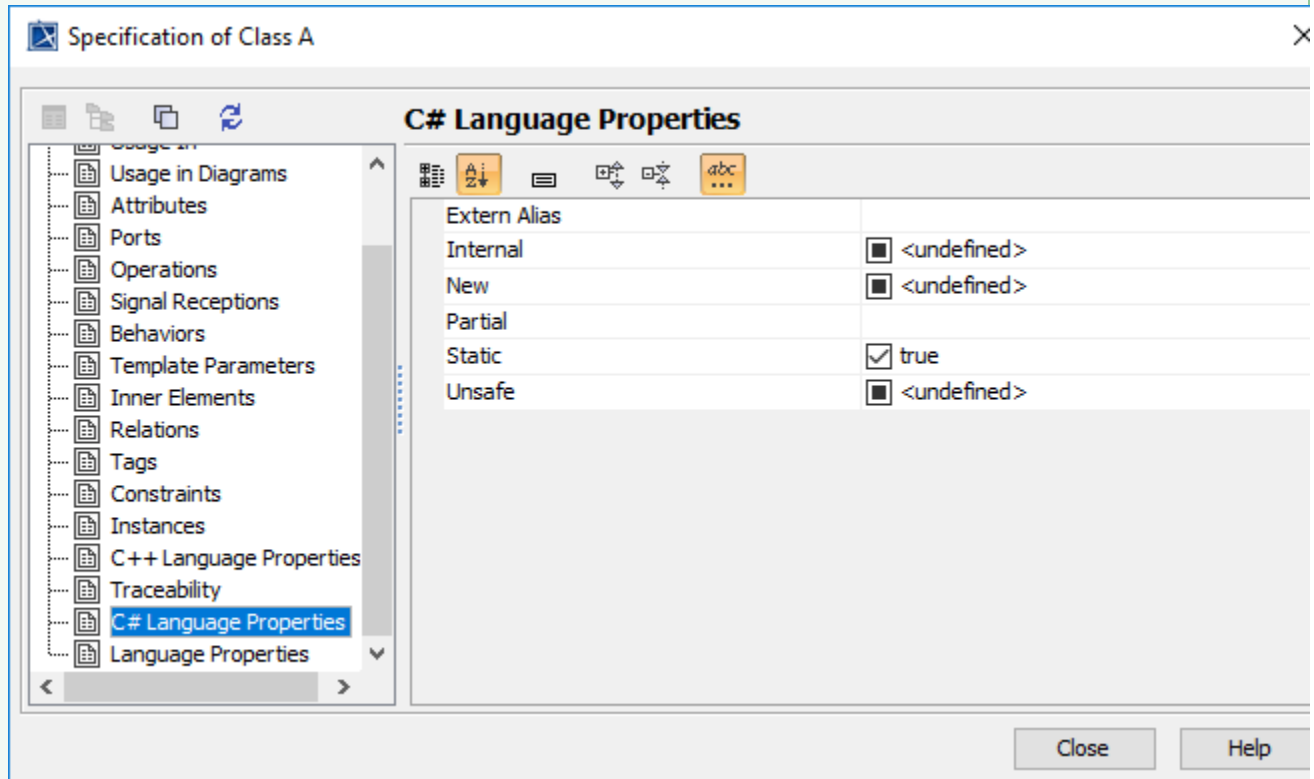 Specification of Class A
C# Language Properties
Usage in Diagrams
Attributes
Ports
Operations
Signal Receptions
Behaviors
Template Parameters
Inner Elements
Relations
Tags
Constraints
Instances
C++ Language Properties
Traceability
C# Language Properties
Language Properties
A
Z
abc
...
Extern Alias
Internal <undefined>
New <undefined>
Partial
Static true
Unsafe <undefined>
Close Help